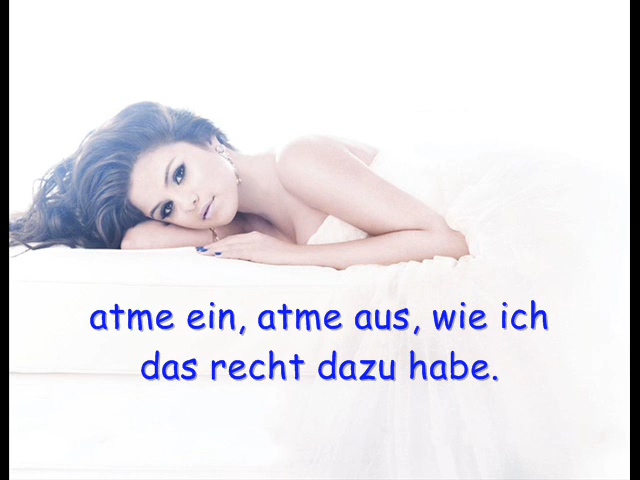 atme ein, atme aus, wie ich
das recht dazu habe.